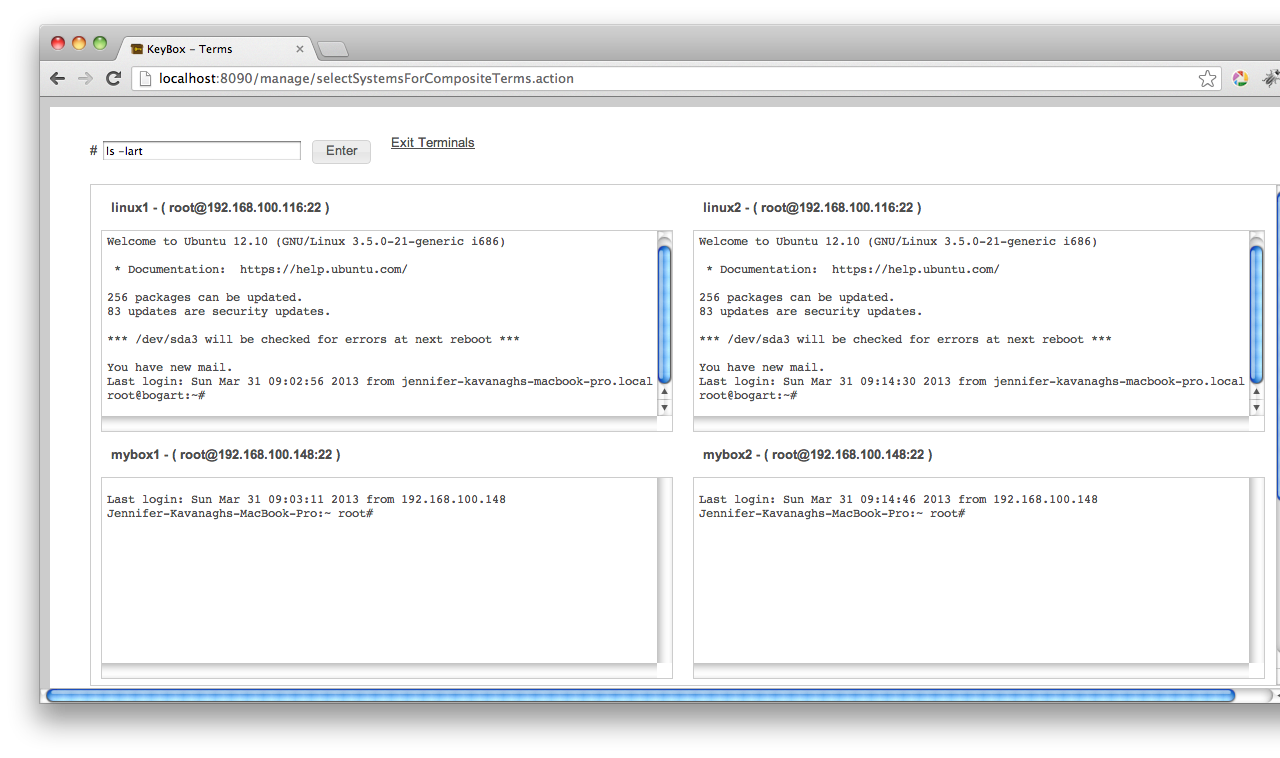 KeyBox – Terms
localhost:8090/manage/selectSystemsForCompositeTerms.action
# ls –lart Enter Exit Terminals
linux1 - ( root@192.168.100.116:22 )
Welcome to Ubuntu 12.10 (GNU/Linux 3.5.0-21-generic i686)
* Documentation:  https://help.ubuntu.com/
256 packages can be updated.
83 updates are security updates.
*** /dev/sda3 will be checked for errors at next reboot ***
You have new mail.
Last login: Sun Mar 31 09:02:56 2013 from jennifer-kavanaghs-macbook-pro.local
root@bogart:~#
linux2 - ( root@192.168.100.116:22 )
Welcome to Ubuntu 12.10 (GNU/Linux 3.5.0-21-generic i686)
* Documentation:  https://help.ubuntu.com/
256 packages can be updated.
83 updates are security updates.
*** /dev/sda3 will be checked for errors at next reboot ***
You have new mail.
Last login: Sun Mar 31 09:14:30 2013 from jennifer-kavanaghs-macbook-pro.local
root@bogart:~#
mybox1 - ( root@192.168.100.148:22 )
Last login: Sun Mar 31 09:03:11 2013 from 192.168.100.148
Jennifer-Kavanaghs-MacBook-Pro:~ root#
mybox2 - ( root@192.168.100.148:22 )
Last login: Sun Mar 31 09:14:46 2013 from 192.168.100.148
Jennifer-Kavanaghs-MacBook-Pro:~ root#